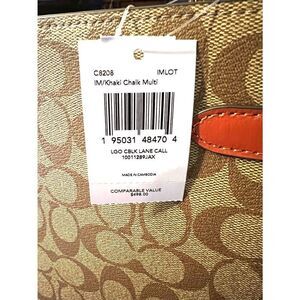 C8208 IMLOT
IM/Khaki Chalk Multi
1 95031 48470 4
LGO CBLK LANE CALL
10011289JAX
MADE IN CAMBODIA
COMPARABLE VALUE
$498.00